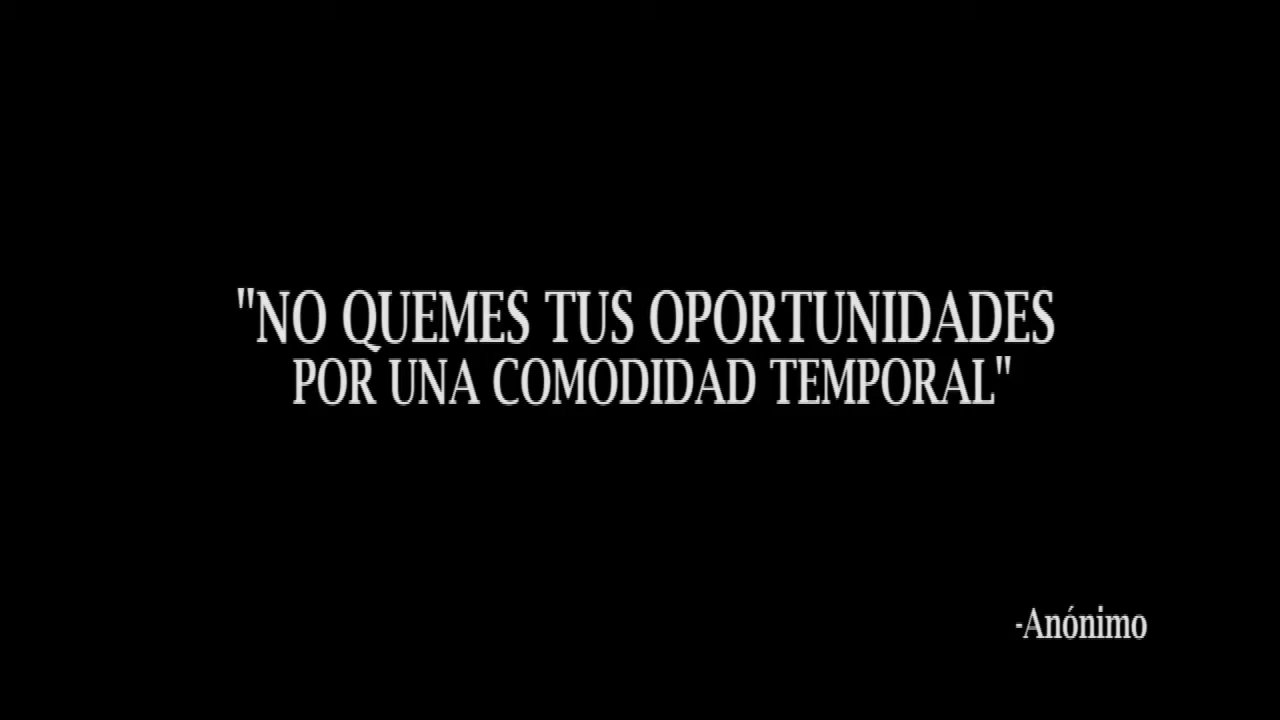 "NO QUEMES TUS OPORTUNIDADES
POR UNA COMODIDAD TEMPORAL"
-Anónimo